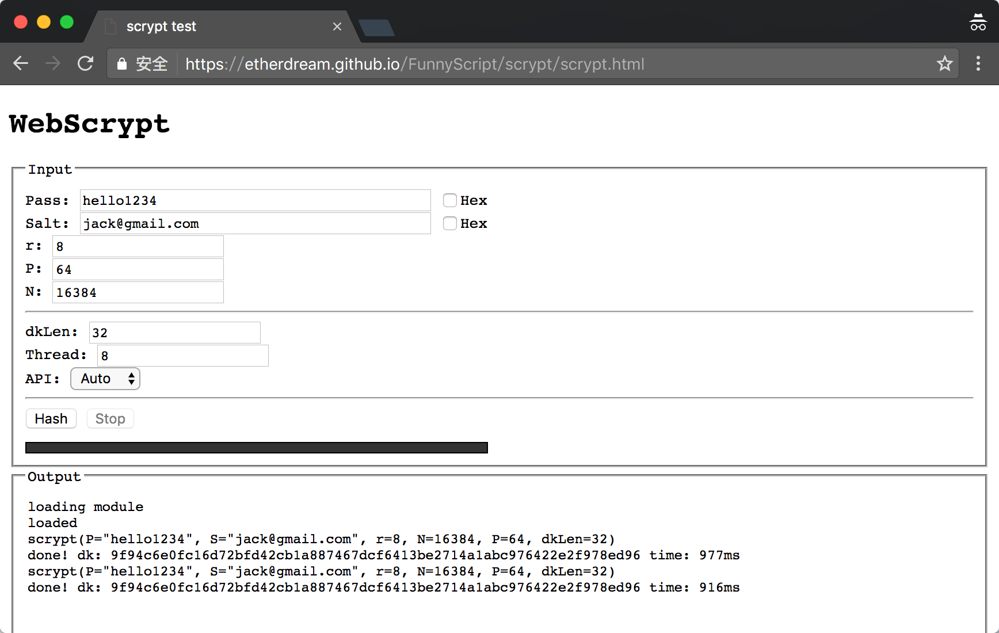 scrypt test
安全 https://etherdream.github.io/FunnyScript/scrypt/scrypt.html
WebScrypt
Input
Pass: hello1234 Hex
Salt: jack@gmail.com Hex
r: 8
P: 64
N: 16384
dkLen: 32
Thread: 8
API: Auto
Hash Stop
Output
loading module
loaded
scrypt(P="hello1234", S="jack@gmail.com", r=8, N=16384, P=64, dkLen=32)
done! dk: 9f94c6e0fc16d72bfd42cb1a887467dcf6413be2714a1abc976422e2f978ed96 time: 977ms
scrypt(P="hello1234", S="jack@gmail.com", r=8, N=16384, P=64, dkLen=32)
done! dk: 9f94c6e0fc16d72bfd42cb1a887467dcf6413be2714a1abc976422e2f978ed96 time: 916ms